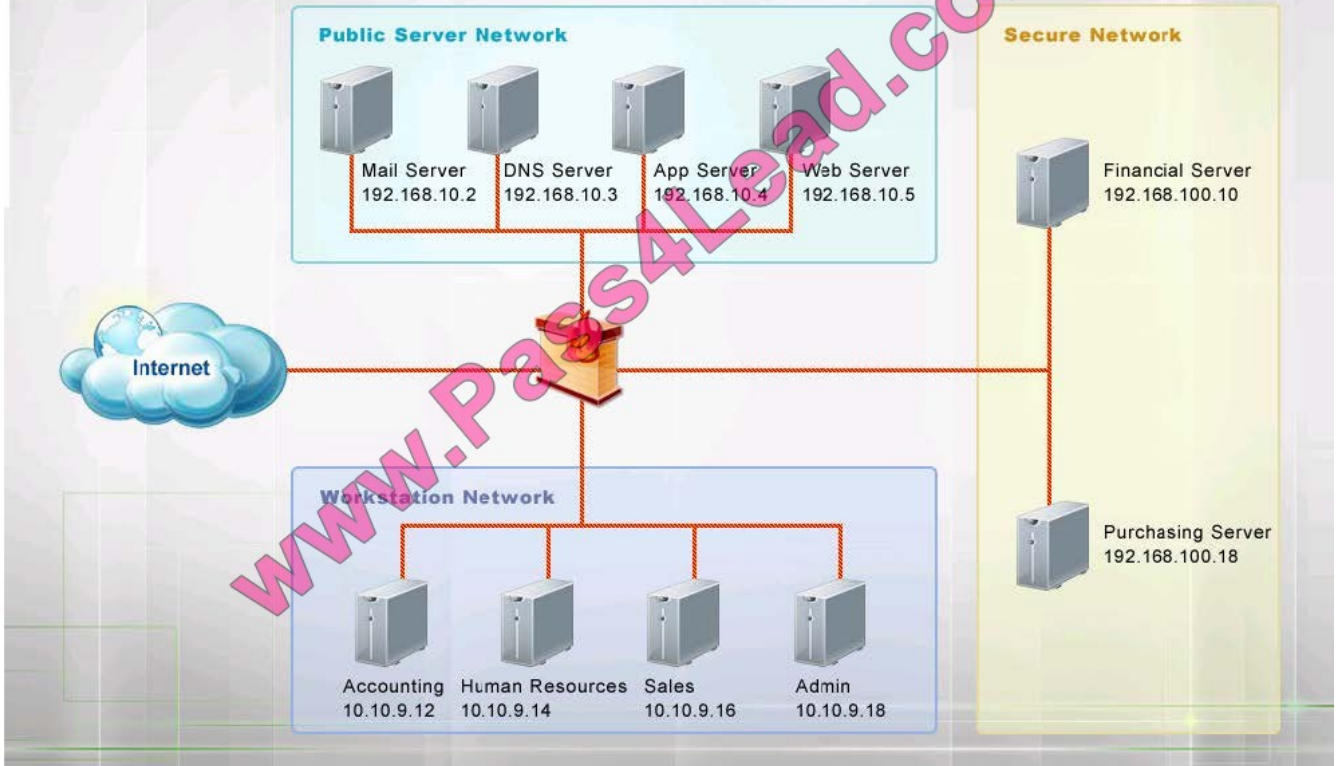 Public Server Network
Mail Server
192.168.10.2
DNS Server
192.168.10.3
App Server
192.168.10.4
Web Server
192.168.10.5
Secure Network
Financial Server
192.168.100.10
Internet
Purchasing Server
192.168.100.18
Workstation Network
Accounting
10.10.9.12
Human Resources
10.10.9.14
Sales
10.10.9.16
Admin
10.10.9.18
www.Pass4Lead.co